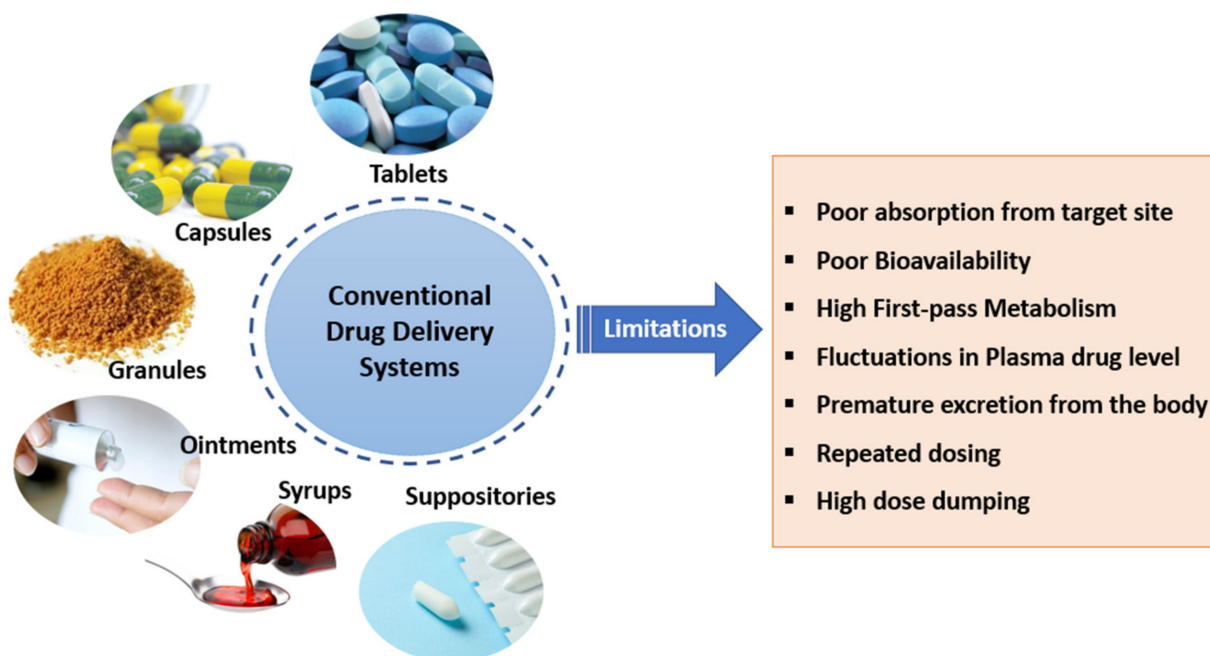 Tablets
Capsules
Granules
Ointments
Syrups
Suppositories
Conventional
Drug Delivery
Systems
Limitations
▪ Poor absorption from target site
▪ Poor Bioavailability
▪ High First-pass Metabolism
▪ Fluctuations in Plasma drug level
▪ Premature excretion from the body
▪ Repeated dosing
▪ High dose dumping